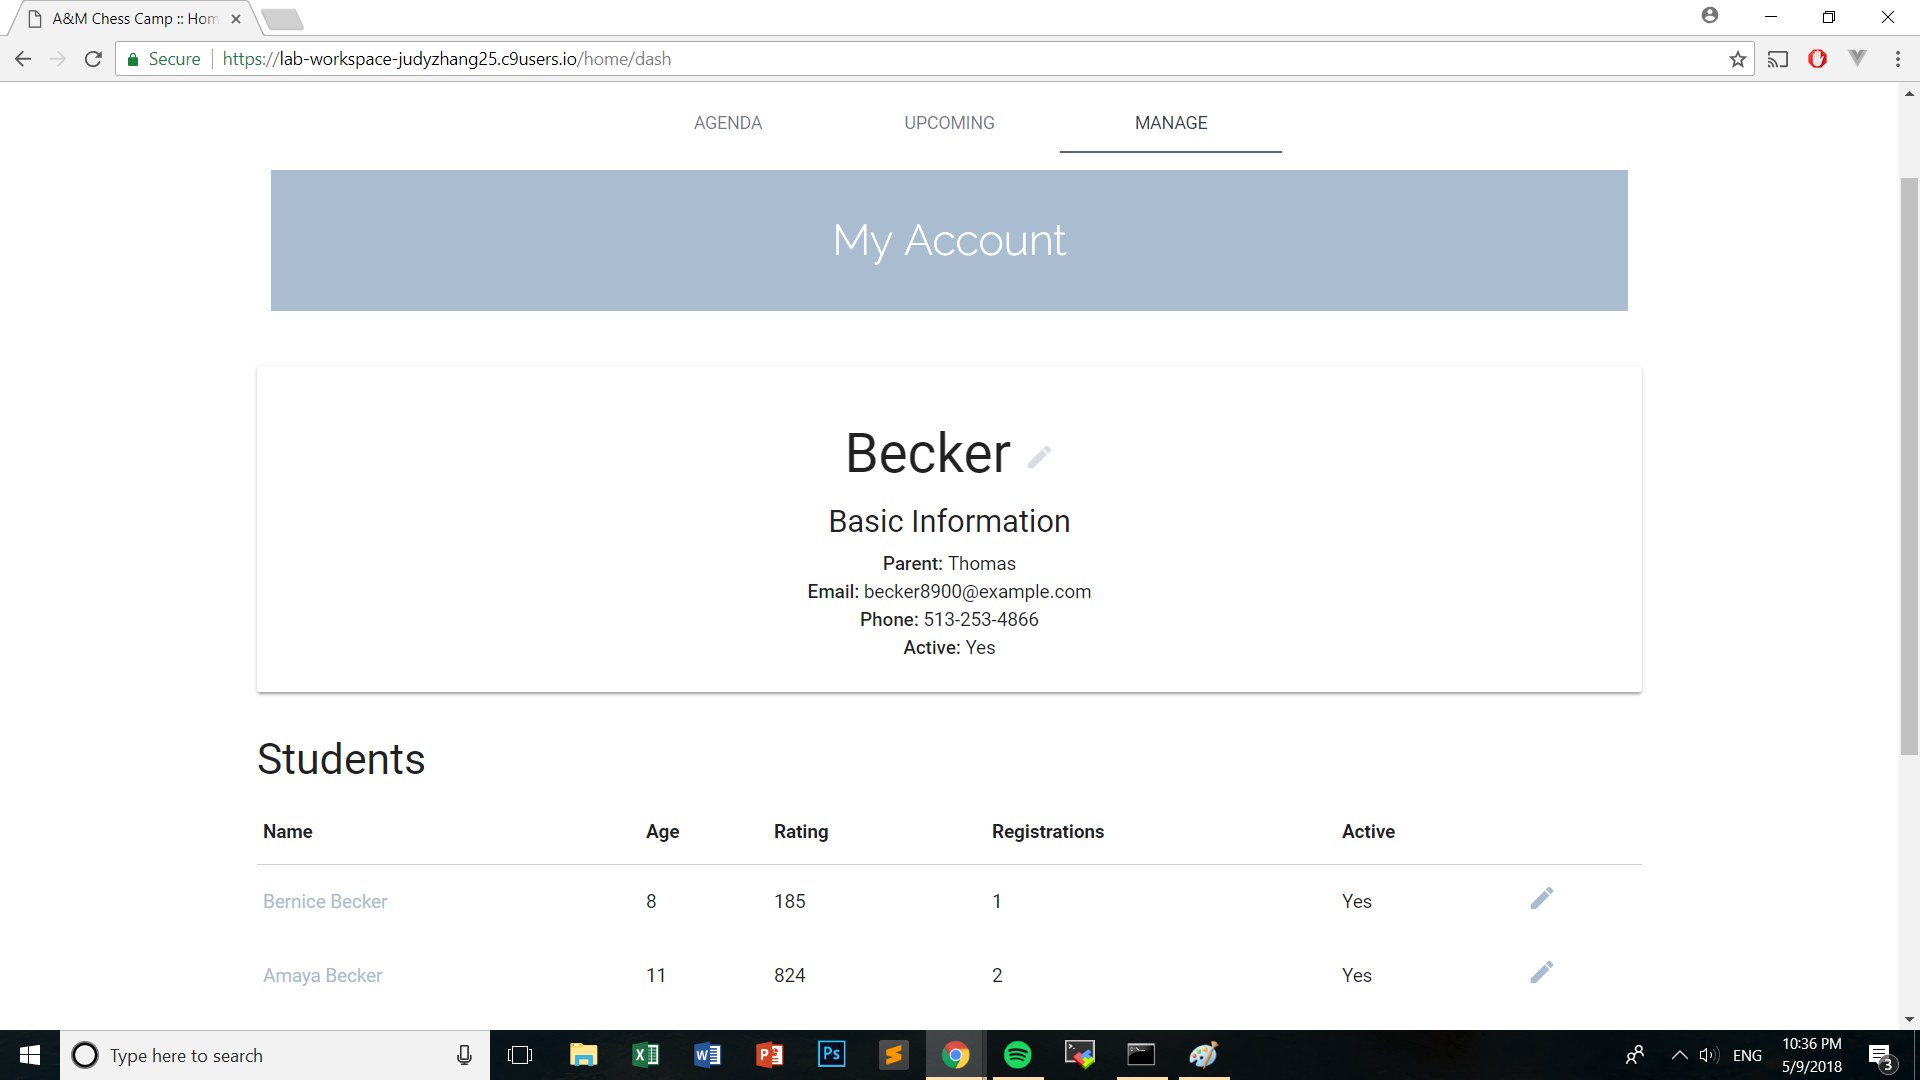 A&M Chess Camp :: Hom
Secure https://lab-workspace-judyzhang25.c9users.io/home/dash
AGENDA UPCOMING MANAGE
My Account
Becker
Basic Information
Parent: Thomas
Email: becker8900@example.com
Phone: 513-253-4866
Active: Yes
Students
Name Age Rating Registrations Active
Bernice Becker 8 185 1 Yes
Amaya Becker 11 824 2 Yes
Type here to search
ENG
10:36 PM
5/9/2018
3